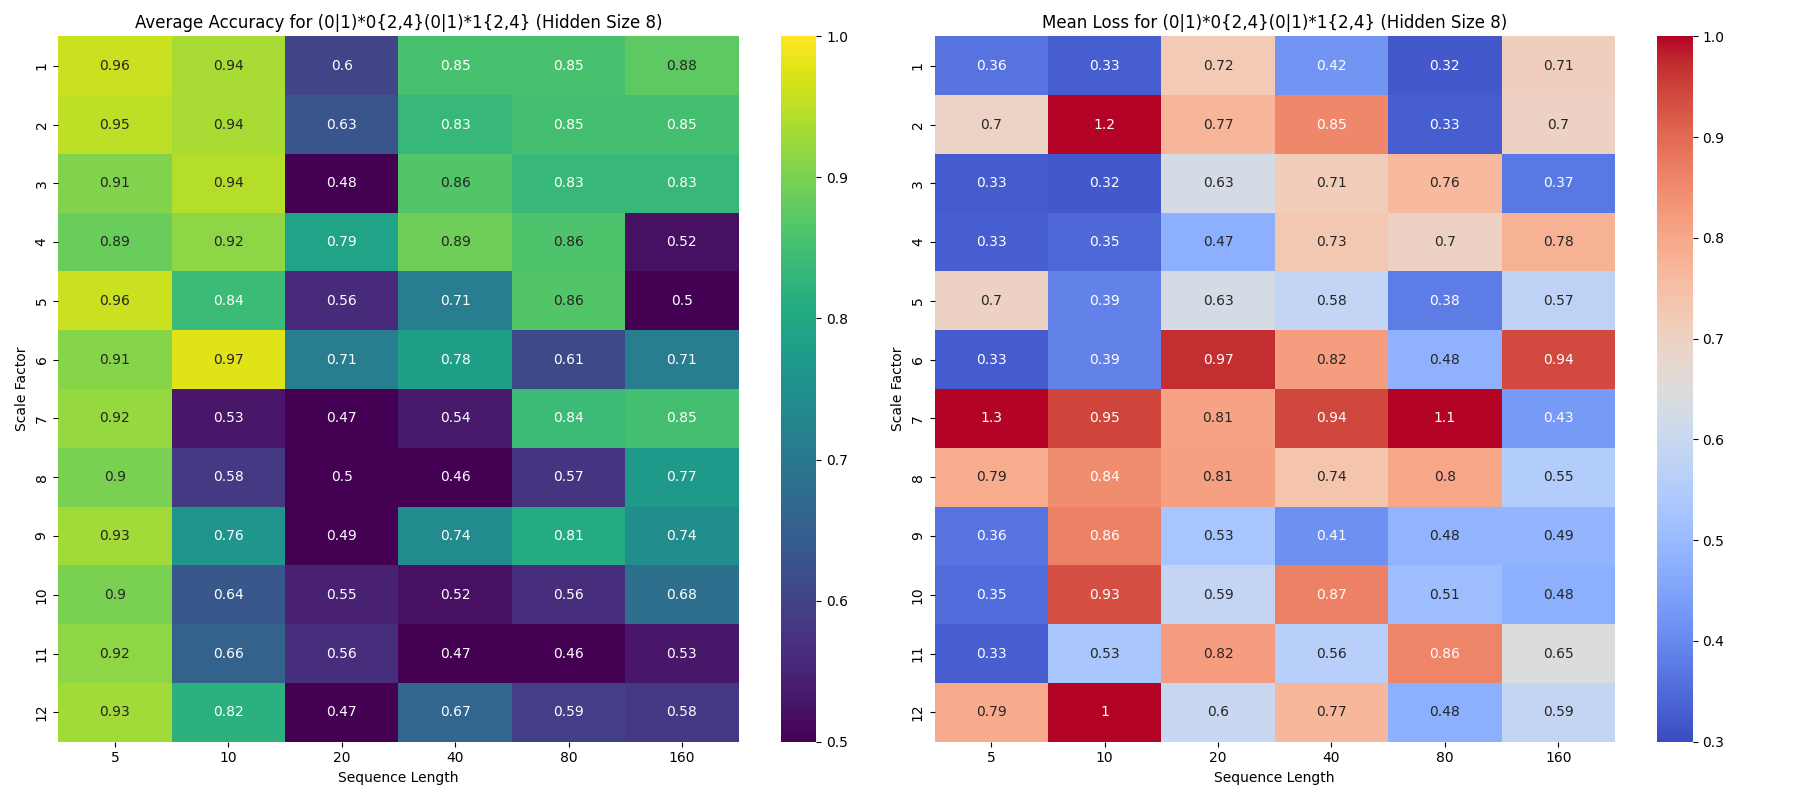 Average Accuracy for (0|1)*0{2,4}(0|1)*1{2,4} (Hidden Size 8)
Scale Factor
1 0.96 0.94 0.6 0.85 0.85 0.88
2 0.95 0.94 0.63 0.83 0.85 0.85
3 0.91 0.94 0.48 0.86 0.83 0.83
4 0.89 0.92 0.79 0.89 0.86 0.52
5 0.96 0.84 0.56 0.71 0.86 0.5
6 0.91 0.97 0.71 0.78 0.61 0.71
7 0.92 0.53 0.47 0.54 0.84 0.85
8 0.9 0.58 0.5 0.46 0.57 0.77
9 0.93 0.76 0.49 0.74 0.81 0.74
10 0.9 0.64 0.55 0.52 0.56 0.68
11 0.92 0.66 0.56 0.47 0.46 0.53
12 0.93 0.82 0.47 0.67 0.59 0.58
5 10 20 40 80 160
Sequence Length
1.0
0.9
0.8
0.7
0.6
0.5
Mean Loss for (0|1)*0{2,4}(0|1)*1{2,4} (Hidden Size 8)
Scale Factor
1 0.36 0.33 0.72 0.42 0.32 0.71
2 0.7 1.2 0.77 0.85 0.33 0.7
3 0.33 0.32 0.63 0.71 0.76 0.37
4 0.33 0.35 0.47 0.73 0.7 0.78
5 0.7 0.39 0.63 0.58 0.38 0.57
6 0.33 0.39 0.97 0.82 0.48 0.94
7 1.3 0.95 0.81 0.94 1.1 0.43
8 0.79 0.84 0.81 0.74 0.8 0.55
9 0.36 0.86 0.53 0.41 0.48 0.49
10 0.35 0.93 0.59 0.87 0.51 0.48
11 0.33 0.53 0.82 0.56 0.86 0.65
12 0.79 1 0.6 0.77 0.48 0.59
5 10 20 40 80 160
Sequence Length
1.0
0.9
0.8
0.7
0.6
0.5
0.4
0.3